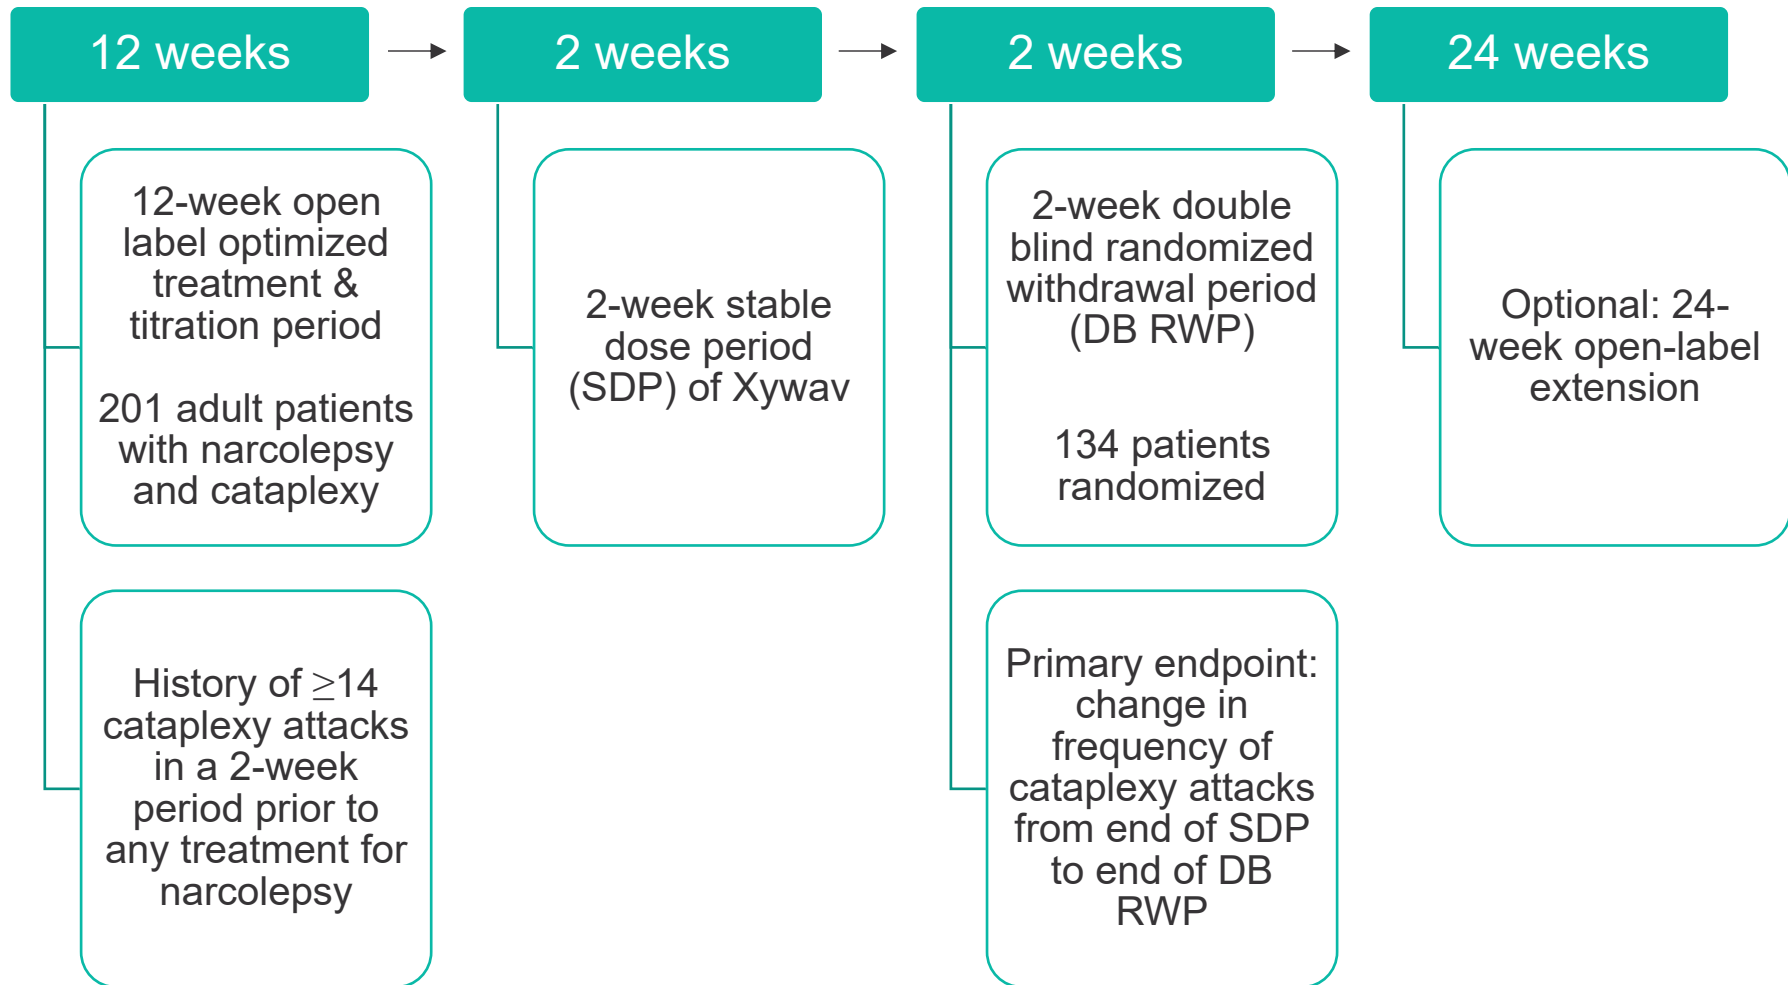 12 weeks
2 weeks
2 weeks
24 weeks
12-week open
label optimized
treatment &
titration period
201 adult patients
with narcolepsy
and cataplexy
2-week stable
dose period
(SDP) of Xywav
2-week double
blind randomized
withdrawal period
(DB RWP)
134 patients
randomized
Optional: 24-
week open-label
extension
History of ≥14
cataplexy attacks
in a 2-week
period prior to
any treatment for
narcolepsy
Primary endpoint:
change in
frequency of
cataplexy attacks
from end of SDP
to end of DB
RWP